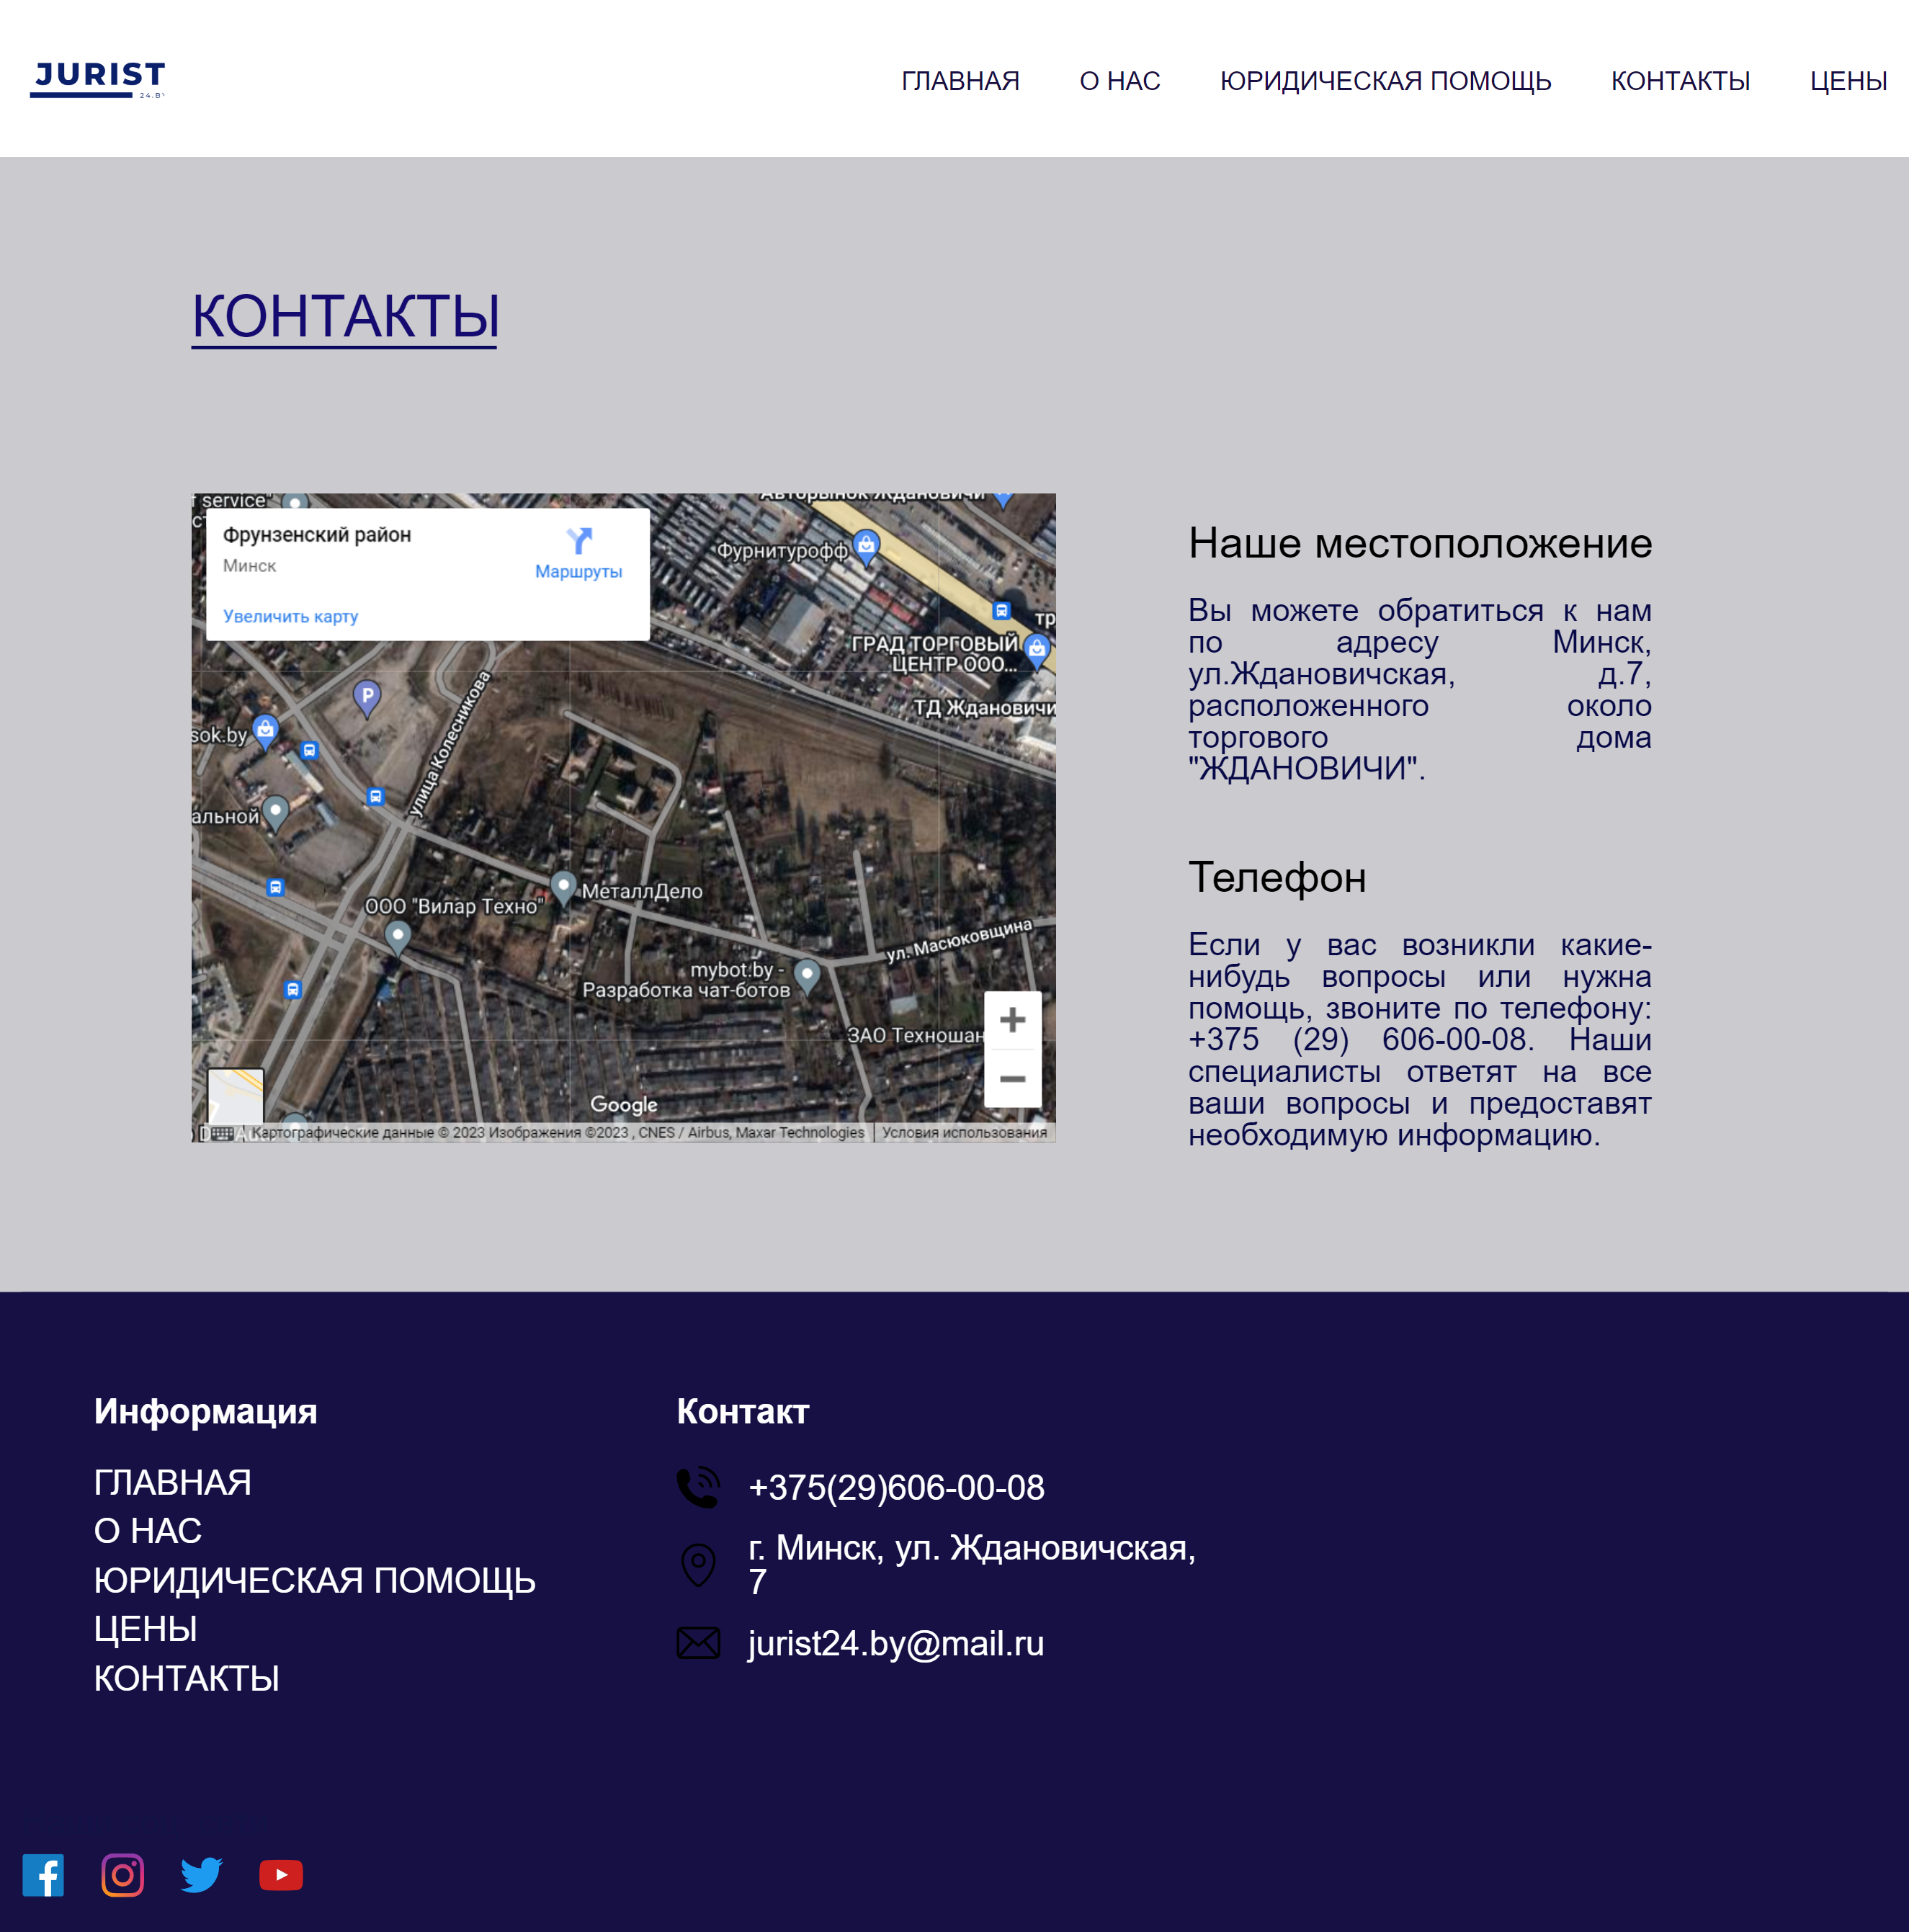 JURIST
24.BY
ГЛАВНАЯ О НАС ЮРИДИЧЕСКАЯ ПОМОЩЬ КОНТАКТЫ ЦЕНЫ
КОНТАКТЫ
service"
Авторынок Ждановичи
Фрунзенский район
Минск
Маршруты
Увеличить карту
Фурнитурофф
ГРАД ТОРГОВЫЙ
ЦЕНТР ООО...
ТД Ждановичи
sok.by
P
улица Колесникова
альной
МеталлДело
ООО "Вилар Техно"
ул. Масюковщина
mybot.by -
Разработка чат-ботов
ЗАО Техношан
Google
Картографические данные © 2023 Изображения ©2023 , CNES / Airbus, Maxar Technologies
Условия использования
Наше местоположение
Вы можете обратиться к нам
по адресу Минск,
ул.Ждановичская, д.7,
расположенного около
торгового дома
"ЖДАНОВИЧИ".
Телефон
Если у вас возникли какие-
нибудь вопросы или нужна
помощь, звоните по телефону:
+375 (29) 606-00-08. Наши
специалисты ответят на все
ваши вопросы и предоставят
необходимую информацию.
Информация
ГЛАВНАЯ
О НАС
ЮРИДИЧЕСКАЯ ПОМОЩЬ
ЦЕНЫ
КОНТАКТЫ
Контакт
+375(29)606-00-08
г. Минск, ул. Ждановичская,
7
jurist24.by@mail.ru